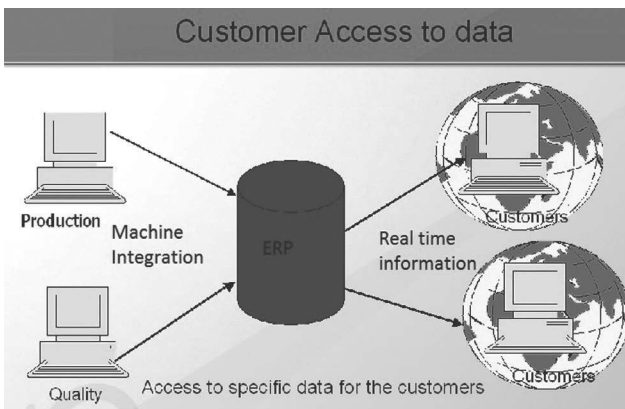 Customer Access to data
Production
Machine
Integration
ERP
Real time
information
Customers
Customers
Quality
Access to specific data for the customers